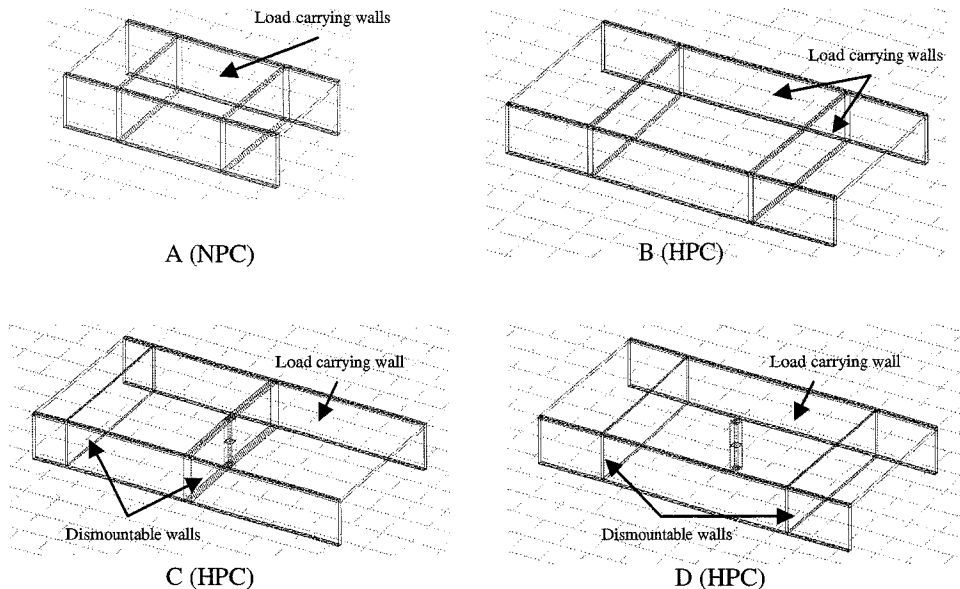 Load carrying walls
Load carrying walls
A (NPC)
B (HPC)
Load carrying wall
Load carrying wall
Dismountable walls
Dismountable walls
C (HPC)
D (HPC)